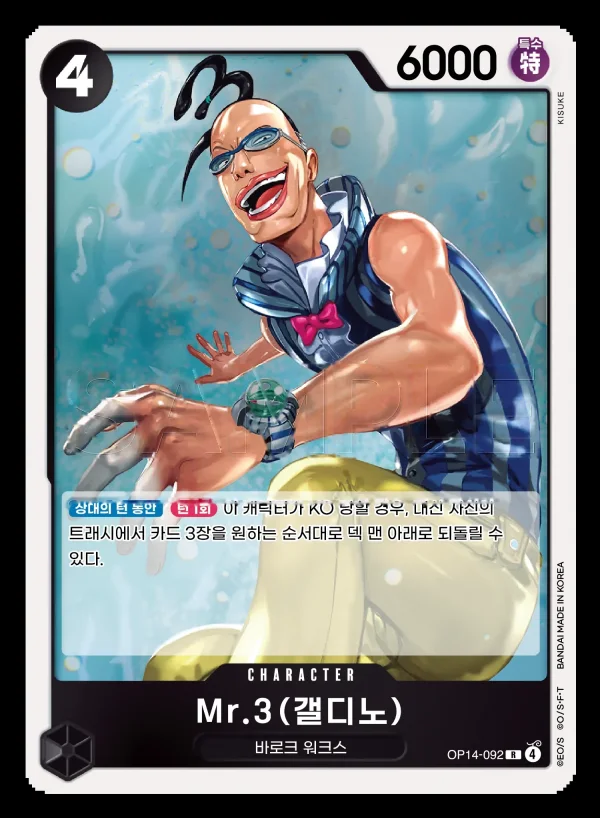 4
6000
특수
特
KISUKE
SAMPLE
상대의 턴 동안 턴 1회 이 캐릭터가 KO 당할 경우, 대신 자신의
트래시에서 카드 3장을 원하는 순서대로 덱 맨 아래로 되돌릴 수
있다.
CHARACTER
Mr.3(갤디노)
바로크 워크스
OP14-092 R 4
©EO/S ©O/S·F·T BANDAI MADE IN KOREA